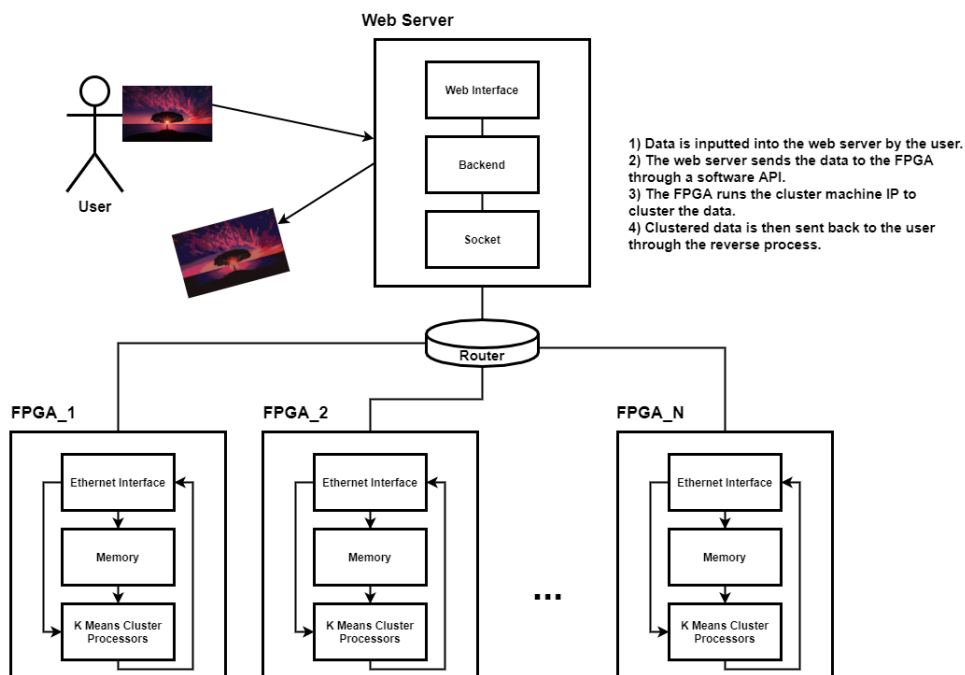 Web Server
Web Interface
Backend
Socket
User
1) Data is inputted into the web server by the user.
2) The web server sends the data to the FPGA
through a software API.
3) The FPGA runs the cluster machine IP to
cluster the data.
4) Clustered data is then sent back to the user
through the reverse process.
Router
FPGA_1
Ethernet Interface
Memory
K Means Cluster
Processors
FPGA_2
Ethernet Interface
Memory
K Means Cluster
Processors
...
FPGA_N
Ethernet Interface
Memory
K Means Cluster
Processors